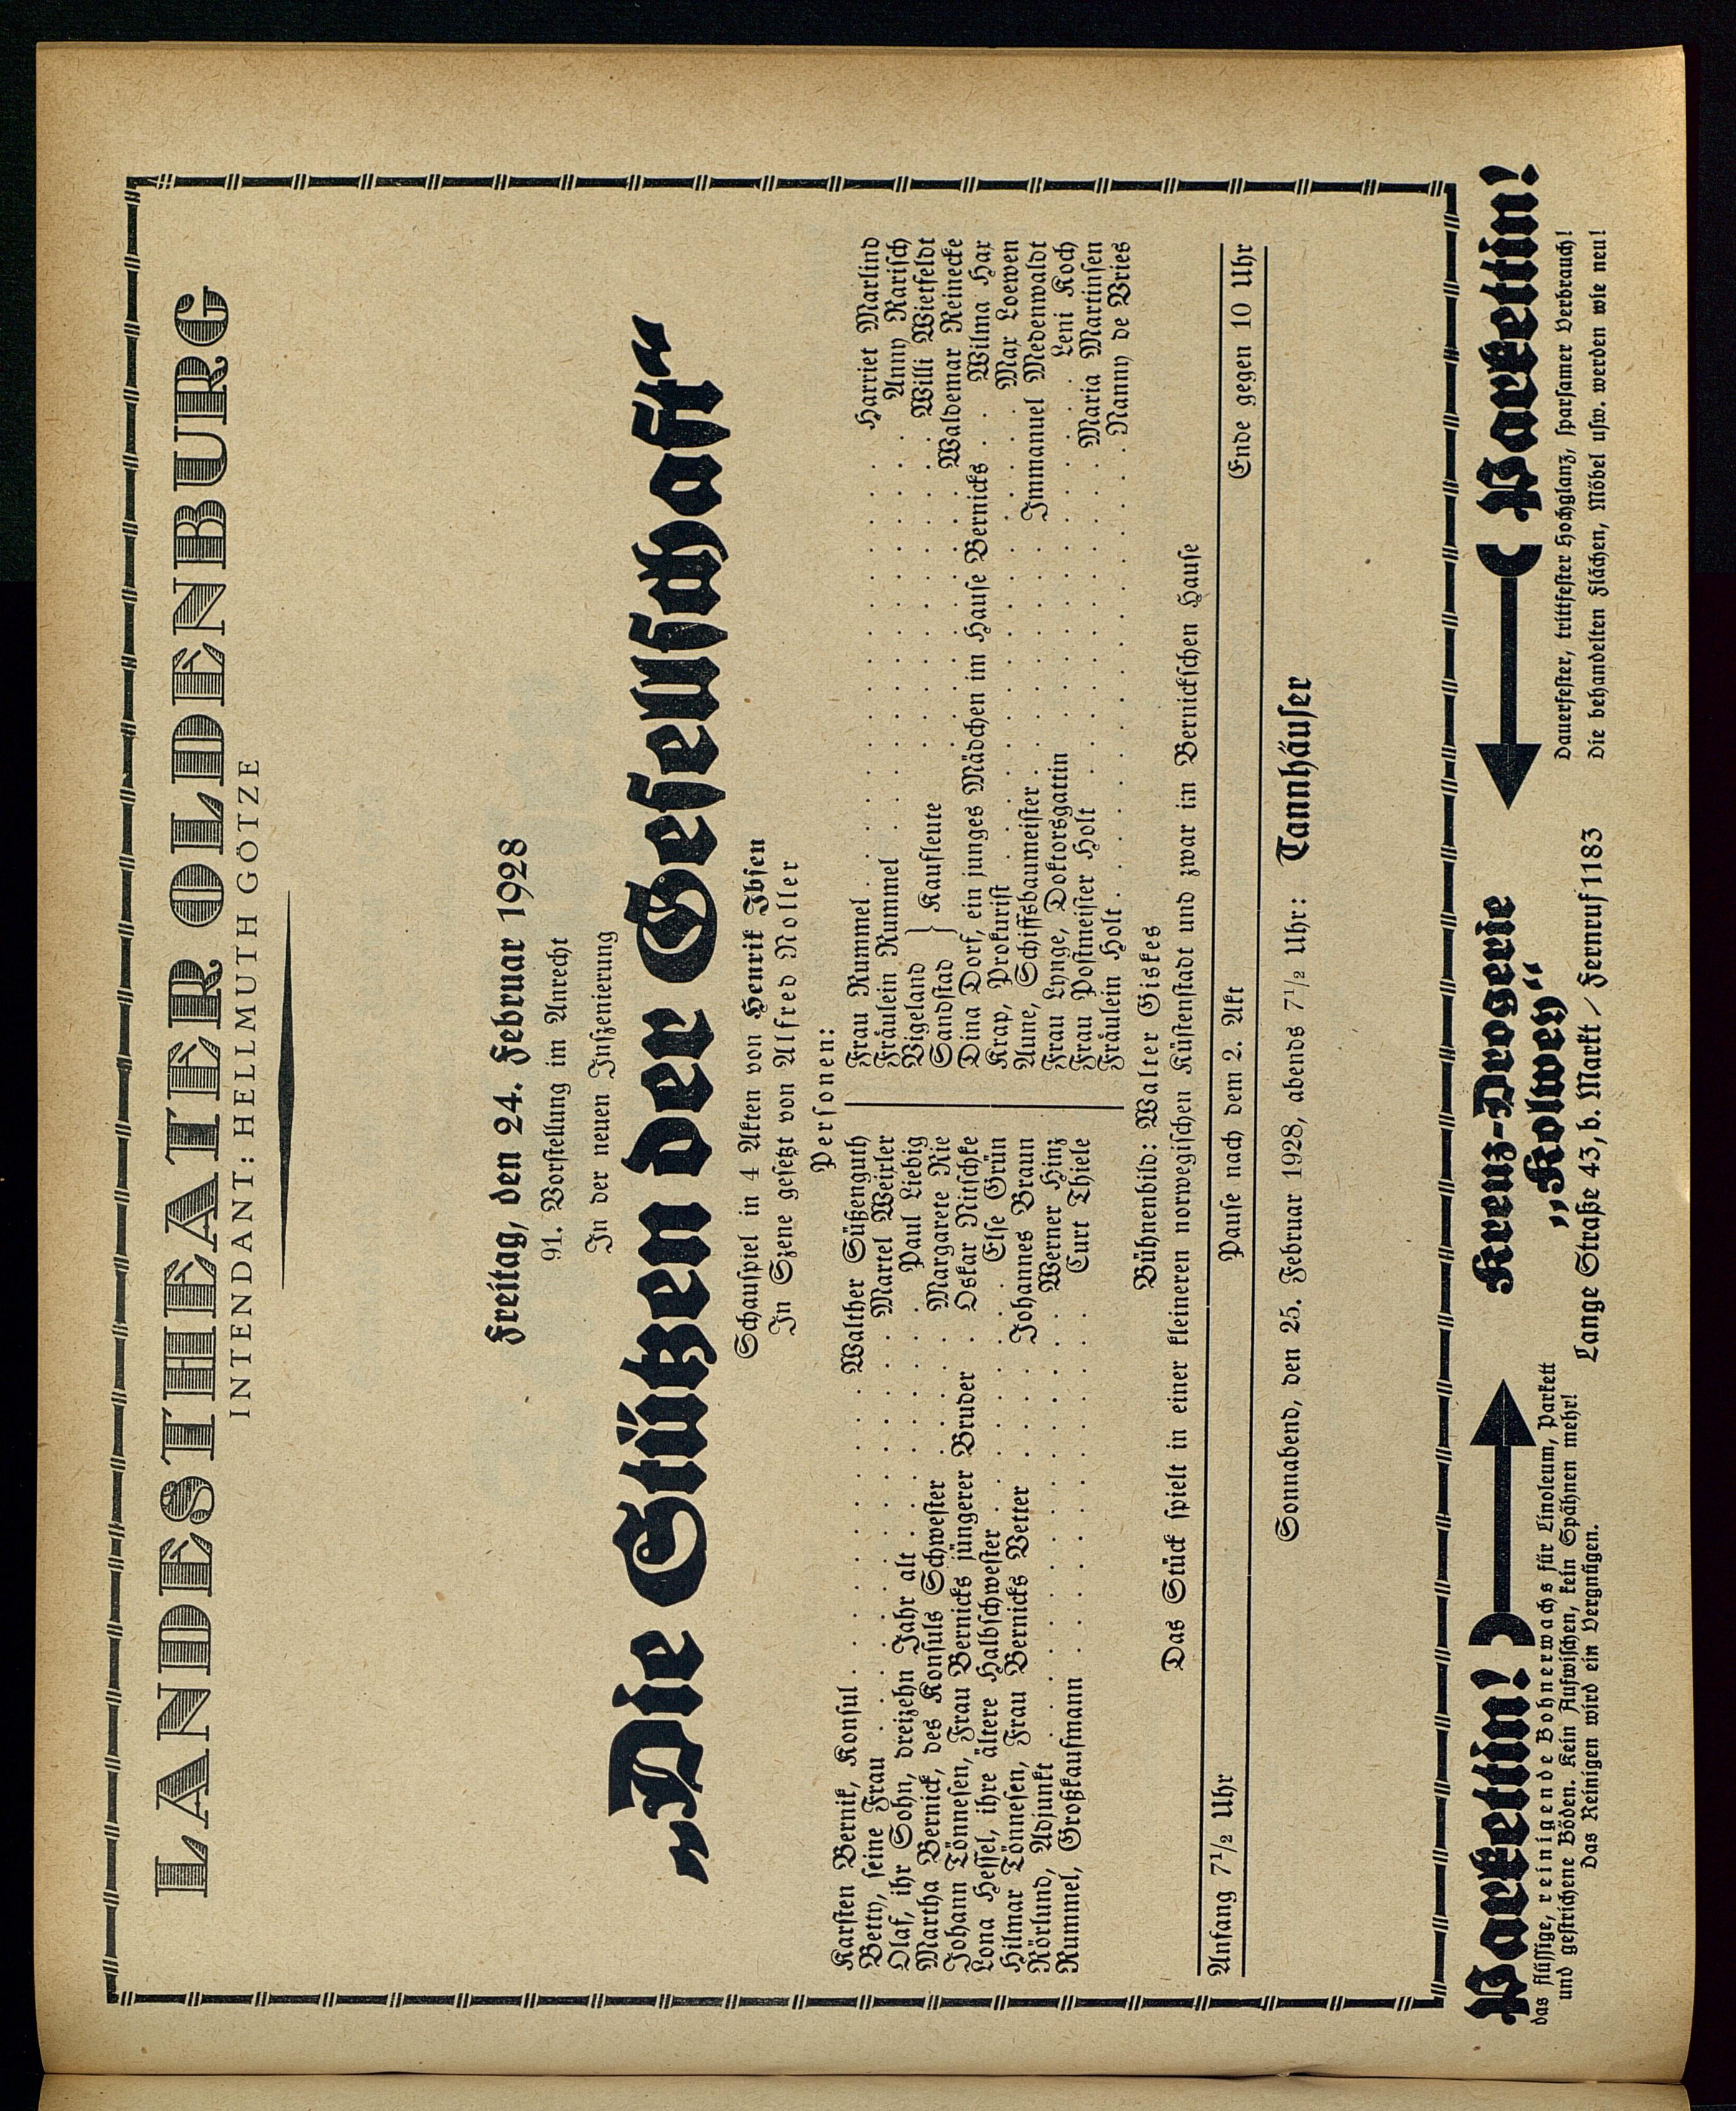 LANDESTHEATER OLDENBURG
INTENDANT: HELLMUTH GÖTZE
Freitag, den 24. Februar 1928
91. Vorstellung im Anrecht
In der neuen Inszenierung
„Die Stützen der Gesellschaft“
Schauspiel in 4 Akten von Henrik Ibsen
In Szene gesetzt von Alfred Noller
Personen:
Karsten Bernik, Konsul . . . . . . . . Walther Süßenguth
Betty, seine Frau . . . . . . . . Martel Weixler
Olaf, ihr Sohn, dreizehn Jahr alt . . . . . . Paul Liebig
Martha Bernick, des Konsuls Schwester . . . . Margarete Rie
Johann Tönnesen, Frau Bernicks jüngerer Bruder . Oskar Nitschke
Lona Hessel, ihre ältere Halbschwester . . . . . Else Grün
Hilmar Tönnesen, Frau Bernicks Vetter . . . Johannes Braun
Rörlund, Adjunkt . . . . . . . . Werner Hinz
Rummel, Großkaufmann . . . . . . . . Curt Thiele
Frau Rummel . . . . . . . . Harriet Marlind
Fräulein Rummel . . . . . . . . Anny Rarisch
Vigeland } Kaufleute . . . . . . Willi Wietfeldt
Sandstad . . . . . . Waldemar Reinecke
Dina Dorf, ein junges Mädchen im Hause Bernicks . . Wilma Hax
Krap, Prokurist . . . . . . . . Max Loewen
Aune, Schiffsbaumeister . . . . . . Immanuel Medenwaldt
Frau Lynge, Doktorsgattin . . . . . . . . Leni Koch
Frau Postmeister Holt . . . . . . . . Maria Martinsen
Fräulein Holt . . . . . . . . Nanny de Vries
Bühnenbild: Walter Giskes
Das Stück spielt in einer kleineren norwegischen Küstenstadt und zwar im Bernickschen Hause
Anfang 7½ Uhr Pause nach dem 2. Akt Ende gegen 10 Uhr
Sonnabend, den 25. Februar 1928, abends 7½ Uhr: Tannhäuser
Parkettin!
das flüssige, reinigende Bohnerwachs für Linoleum, Parkett
und gestrichene Böden. Kein Aufwischen, kein Spähnen mehr!
Das Reinigen wird ein Vergnügen.
Kreuz-Drogerie
„Kolwey“
Lange Straße 43, b. Markt / Fernruf 1183
Parkettin!
Dauerfester, trittfester Hochglanz, sparsamer Verbrauch!
Die behandelten Flächen, Möbel usw. werden wie neu!